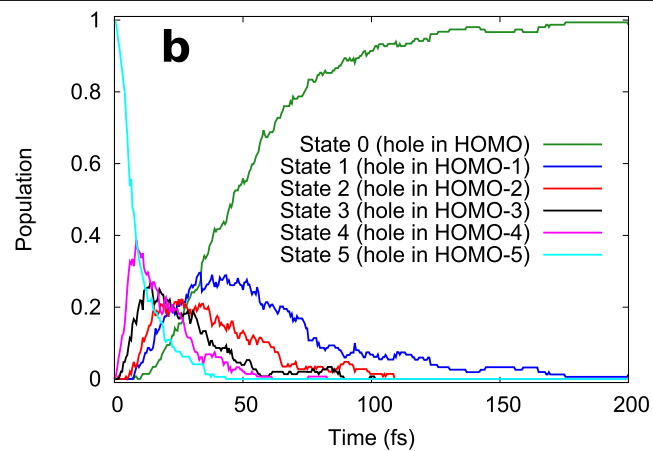 b
1
0.8
0.6
0.4
0.2
0
Population
State 0 (hole in HOMO)
State 1 (hole in HOMO-1)
State 2 (hole in HOMO-2)
State 3 (hole in HOMO-3)
State 4 (hole in HOMO-4)
State 5 (hole in HOMO-5)
0 50 100 150 200
Time (fs)